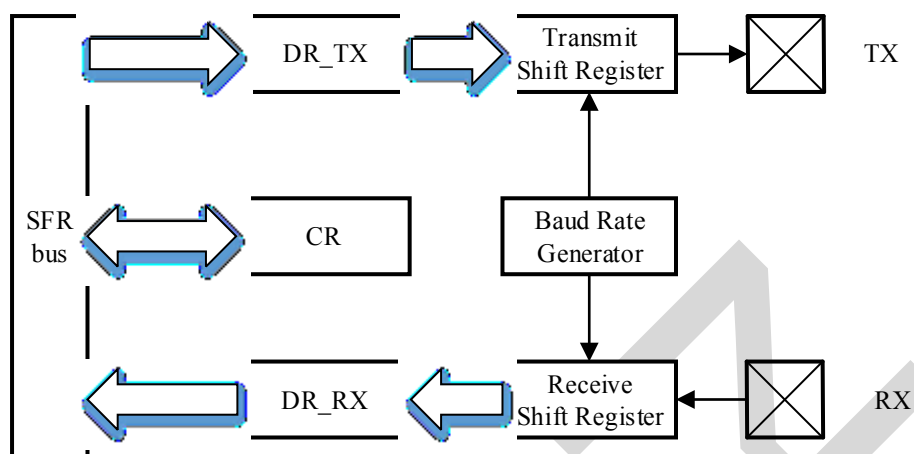 DR_TX
Transmit
Shift Register
TX
SFR
bus
CR
Baud Rate
Generator
DR_RX
Receive
Shift Register
RX